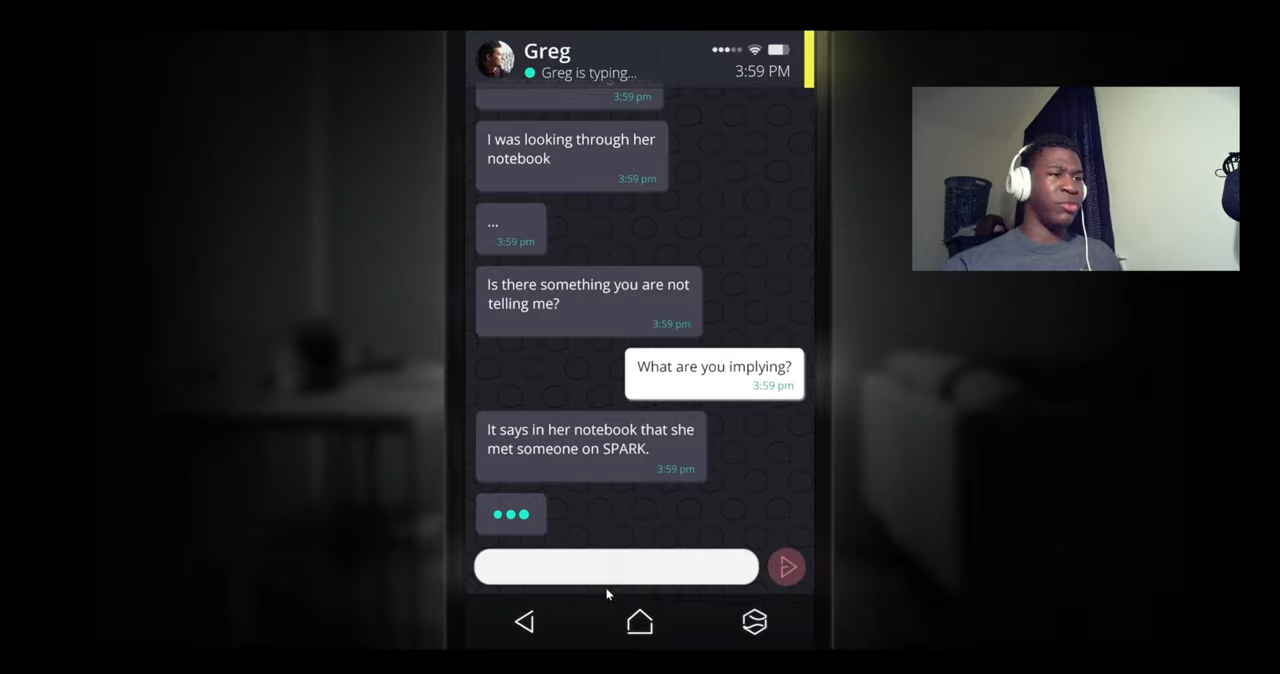 Greg
Greg is typing...
3:59 PM
3:59 pm
I was looking through her
notebook
3:59 pm
...
3:59 pm
Is there something you are not
telling me?
3:59 pm
What are you implying?
3:59 pm
It says in her notebook that she
met someone on SPARK.
3:59 pm